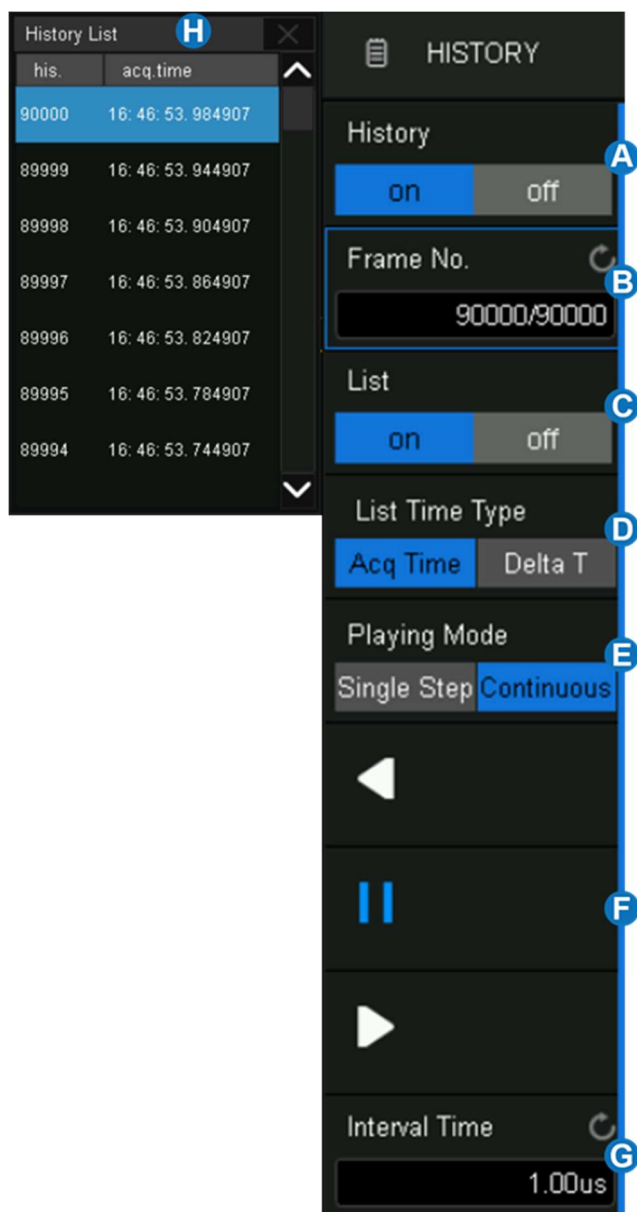 History List
H
his. acq.time
90000 16: 46: 53. 984907
89999 16: 46: 53. 944907
89998 16: 46: 53. 904907
89997 16: 46: 53. 864907
89996 16: 46: 53. 824907
89995 16: 46: 53. 784907
89994 16: 46: 53. 744907
HISTORY
History
A
on off
Frame No.
B
90000/90000
List
C
on off
List Time Type
D
Acq Time Delta T
Playing Mode
E
Single Step Continuous
F
Interval Time
G
1.00us